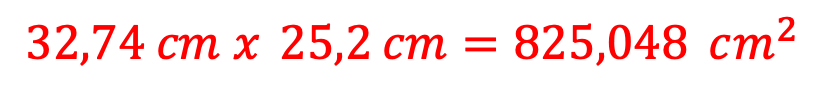 32,74 cm x 25,2 cm = 825,048 cm²